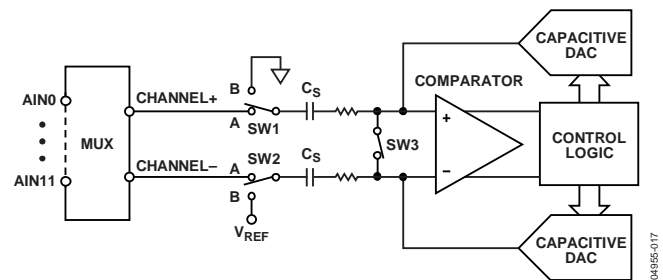 CAPACITIVE
DAC
B
CS
COMPARATOR
AIN0
CHANNEL+
A
SW1
+
MUX
SW3
CONTROL
LOGIC
CHANNEL–
A
SW2
CS
–
AIN11
B
VREF
CAPACITIVE
DAC
04955-017